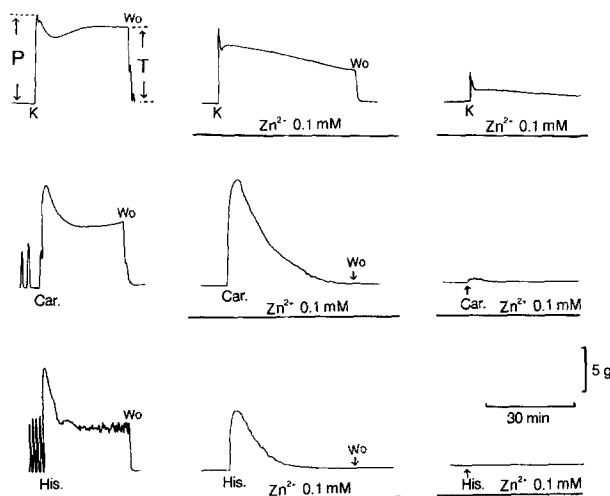 P
T
Wo
K
Wo
K
Zn²⁺ 0.1 mM
K
Zn²⁺ 0.1 mM
Wo
Car.
Wo
Car.
Zn²⁺ 0.1 mM
Car.
Zn²⁺ 0.1 mM
5 g
30 min
Wo
His.
Wo
His.
Zn²⁺ 0.1 mM
His.
Zn²⁺ 0.1 mM